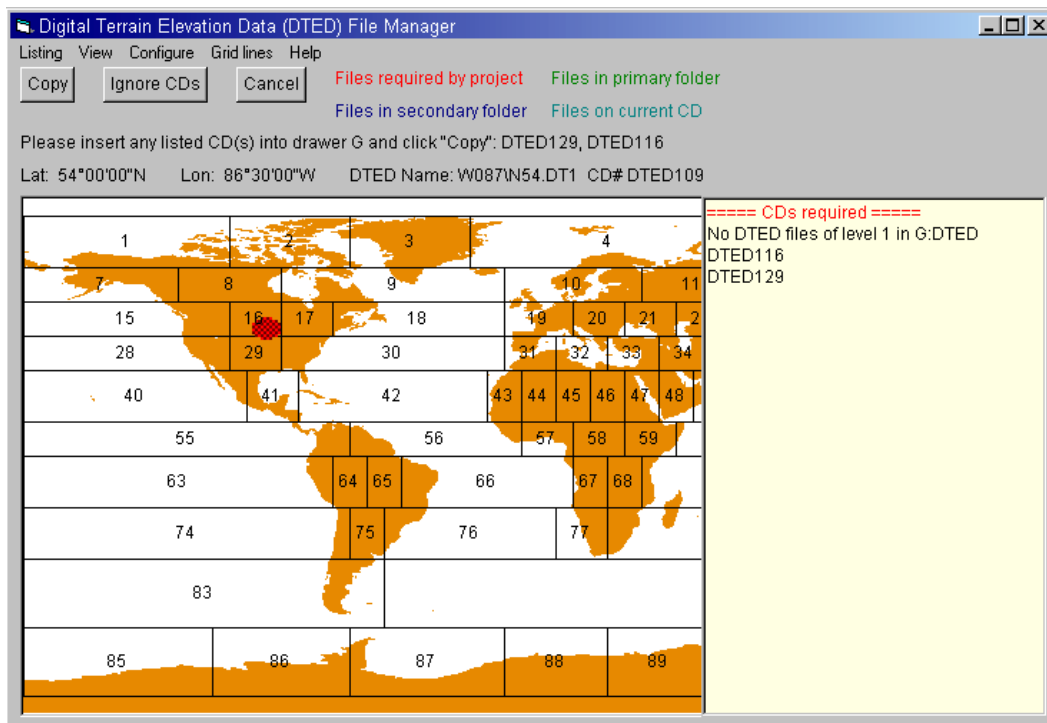 Digital Terrain Elevation Data (DTED) File Manager
Listing View Configure Grid lines Help
Copy Ignore CDs Cancel Files required by project Files in primary folder
Files in secondary folder Files on current CD
Please insert any listed CD(s) into drawer G and click "Copy": DTED129, DTED116
Lat: 54°00'00"N Lon: 86°30'00"W DTED Name: W087\N54.DT1 CD# DTED109
===== CDs required =====
No DTED files of level 1 in G:DTED
DTED116
DTED129
1 2 3 4
7 8 9 10 11
15 16 17 18 19 20 21 2
28 29 30 31 32 33 34
40 41 42 43 44 45 46 47 48
55 56 57 58 59
63 64 65 66 67 68
74 75 76 77
83
85 86 87 88 89